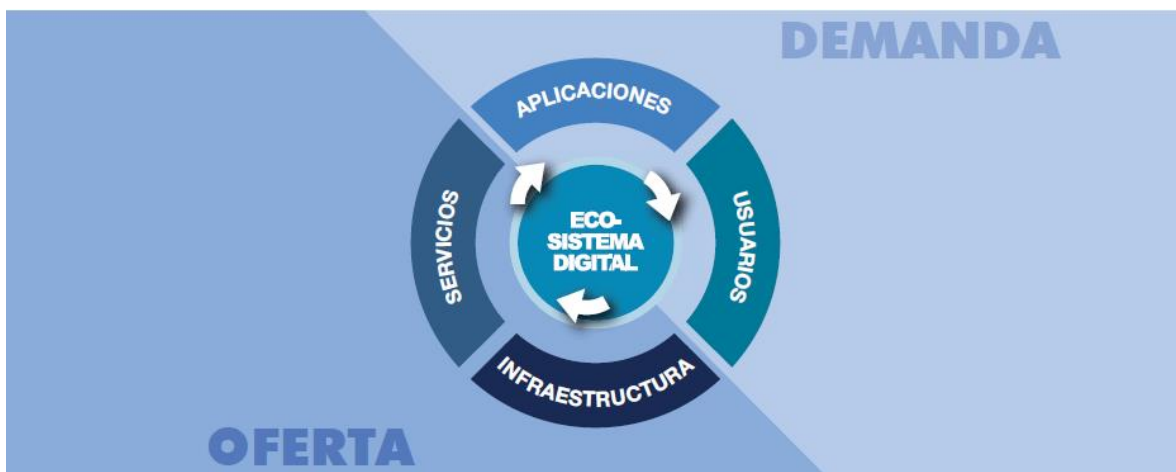 DEMANDA
APLICACIONES
SERVICIOS
ECO-
SISTEMA
DIGITAL
USUARIOS
INFRAESTRUCTURA
OFERTA